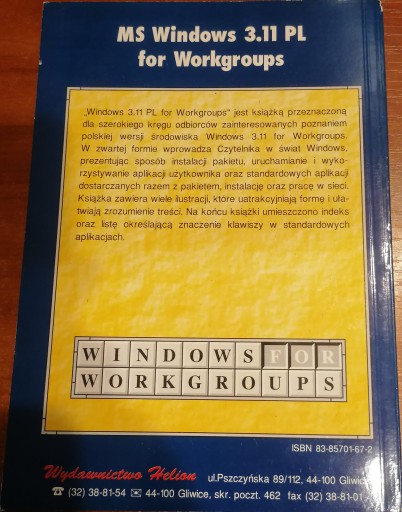 MS Windows 3.11 PL
for Workgroups
„Windows 3.11 PL for Workgroups" jest książką przeznaczoną
dla szerokiego kręgu odbiorców zainteresowanych poznaniem
polskiej wersji środowiska Windows 3.11 for Workgroups.
W zwartej formie wprowadza Czytelnika w świat Windows,
prezentując sposób instalacji pakietu, uruchamianie i wyko-
rzystywanie aplikacji użytkownika oraz standardowych aplikacji
dostarczanych razem z pakietem, instalację oraz pracę w sieci.
Książka zawiera wiele ilustracji, które uatrakcyjniają formę i uła-
twiają zrozumienie treści. Na końcu książki umieszczono indeks
oraz listę określającą znaczenie klawiszy w standardowych
aplikacjach.
WINDOWS FOR
WORKGROUPS
ISBN 83-85701-67-2
Wydawnictwo Helion ul.Pszczyńska 89/112, 44-100 Gliwice
☎ (32) 38-81-54 ✉ 44-100 Gliwice, skr. poczt. 462 fax (32) 38-81-01